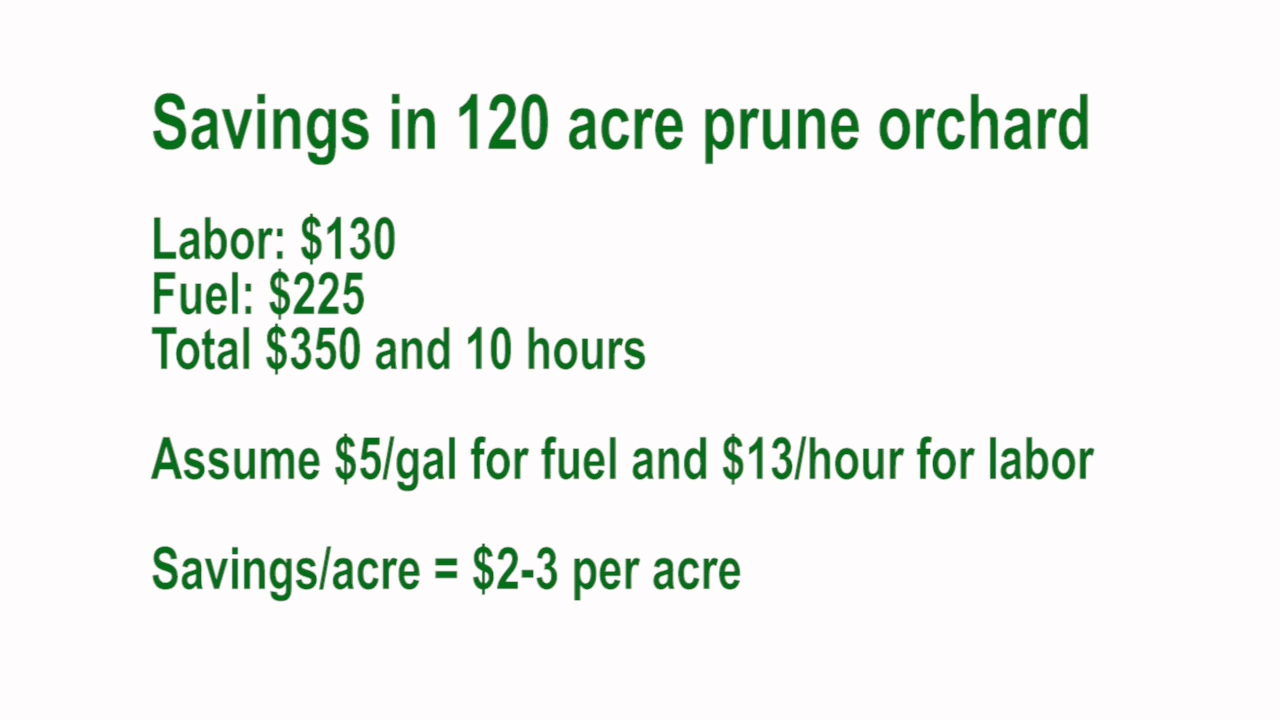 Savings in 120 acre prune orchard
Labor: $130
Fuel: $225
Total $350 and 10 hours
Assume $5/gal for fuel and $13/hour for labor
Savings/acre = $2-3 per acre